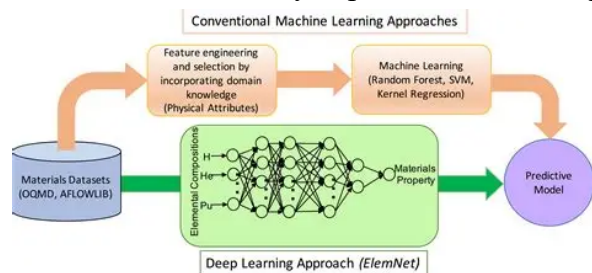 Conventional Machine Learning Approaches
Feature engineering
and selection by
incorporating domain
knowledge
(Physical Attributes)
Machine Learning
(Random Forest, SVM,
Kernel Regression)
Materials Datasets
(OQMD, AFLOWLIB)
Elemental Compositions
H
He
Pu
Materials
Property
Predictive
Model
Deep Learning Approach (ElemNet)